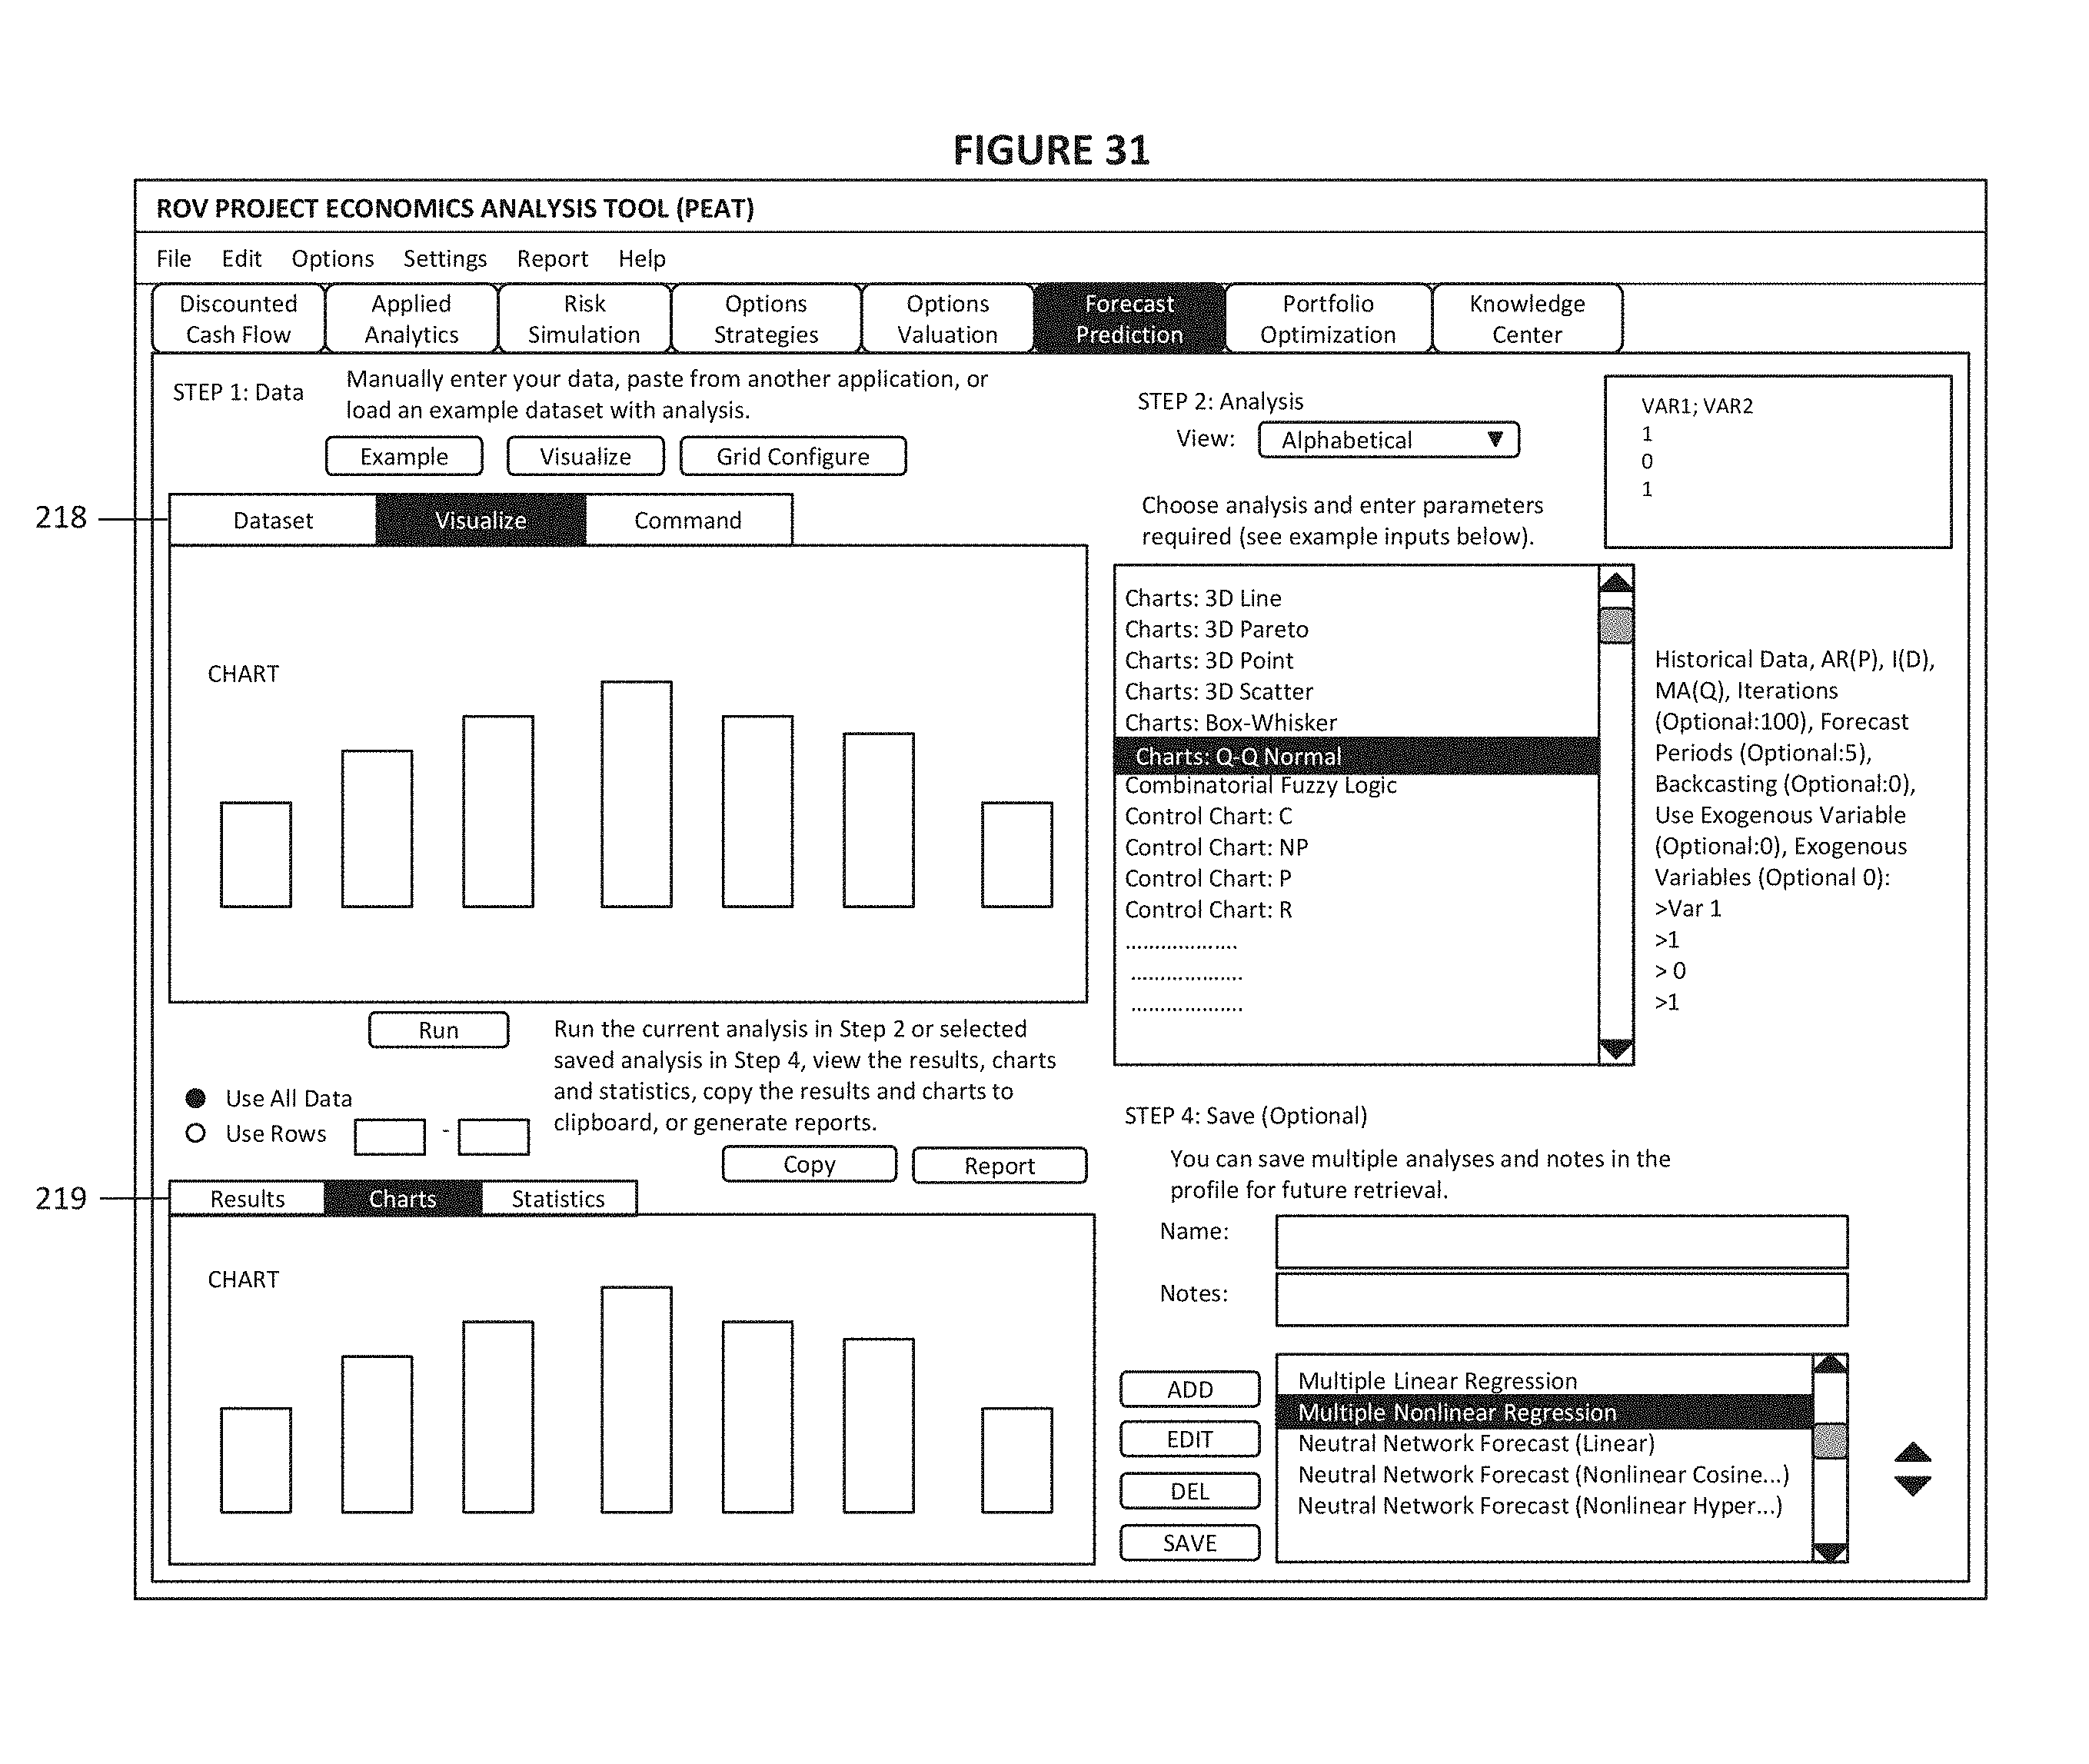 FIGURE 31
ROV PROJECT ECONOMICS ANALYSIS TOOL (PEAT)
File Edit Options Settings Report Help
Discounted
Cash Flow
Applied
Analytics
Risk
Simulation
Options
Strategies
Options
Valuation
Forecast
Prediction
Portfolio
Optimization
Knowledge
Center
STEP 1: Data
Manually enter your data, paste from another application, or
load an example dataset with analysis.
Example
Visualize
Grid Configure
218
Dataset
Visualize
Command
CHART
STEP 2: Analysis
View:
Alphabetical
VAR1; VAR2
1
0
1
Choose analysis and enter parameters
required (see example inputs below).
Charts: 3D Line
Charts: 3D Pareto
Charts: 3D Point
Charts: 3D Scatter
Charts: Box-Whisker
Charts: Q-Q Normal
Combinatorial Fuzzy Logic
Control Chart: C
Control Chart: NP
Control Chart: P
Control Chart: R
...................
...................
...................
Historical Data, AR(P), I(D),
MA(Q), Iterations
(Optional:100), Forecast
Periods (Optional:5),
Backcasting (Optional:0),
Use Exogenous Variable
(Optional:0), Exogenous
Variables (Optional 0):
>Var 1
>1
> 0
>1
Run
Run the current analysis in Step 2 or selected
saved analysis in Step 4, view the results, charts
and statistics, copy the results and charts to
clipboard, or generate reports.
Use All Data
Use Rows -
Copy
Report
219
Results
Charts
Statistics
CHART
STEP 4: Save (Optional)
You can save multiple analyses and notes in the
profile for future retrieval.
Name:
Notes:
ADD
EDIT
DEL
SAVE
Multiple Linear Regression
Multiple Nonlinear Regression
Neutral Network Forecast (Linear)
Neutral Network Forecast (Nonlinear Cosine...)
Neutral Network Forecast (Nonlinear Hyper...)